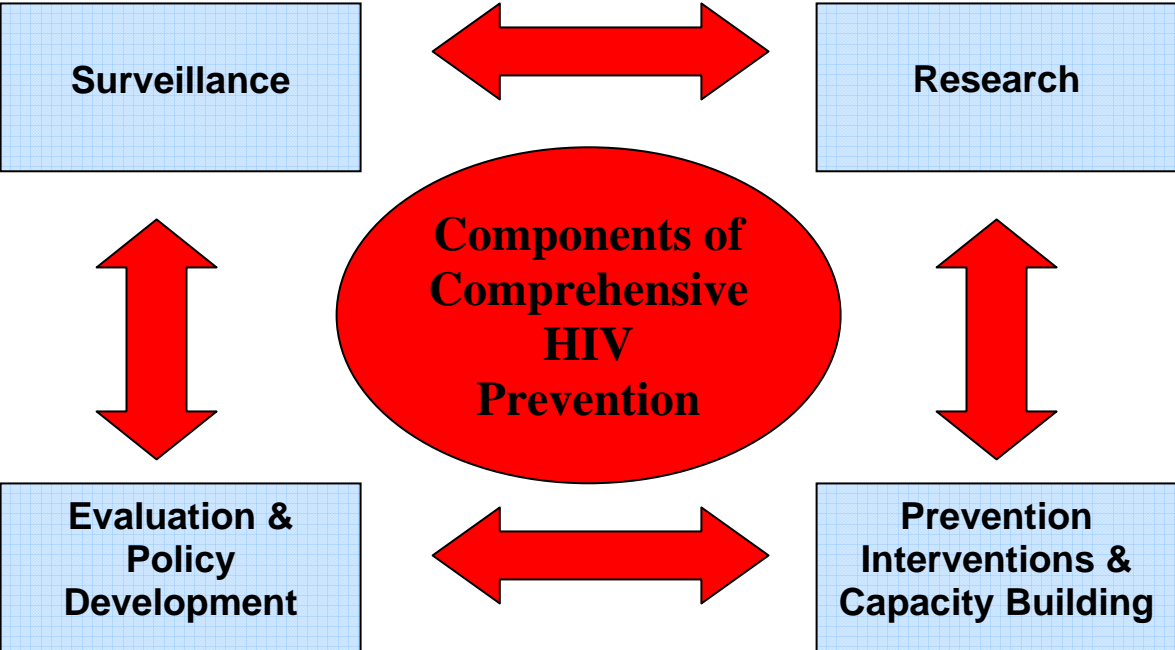 Surveillance
Research
Components of
Comprehensive
HIV
Prevention
Evaluation &
Policy
Development
Prevention
Interventions &
Capacity Building